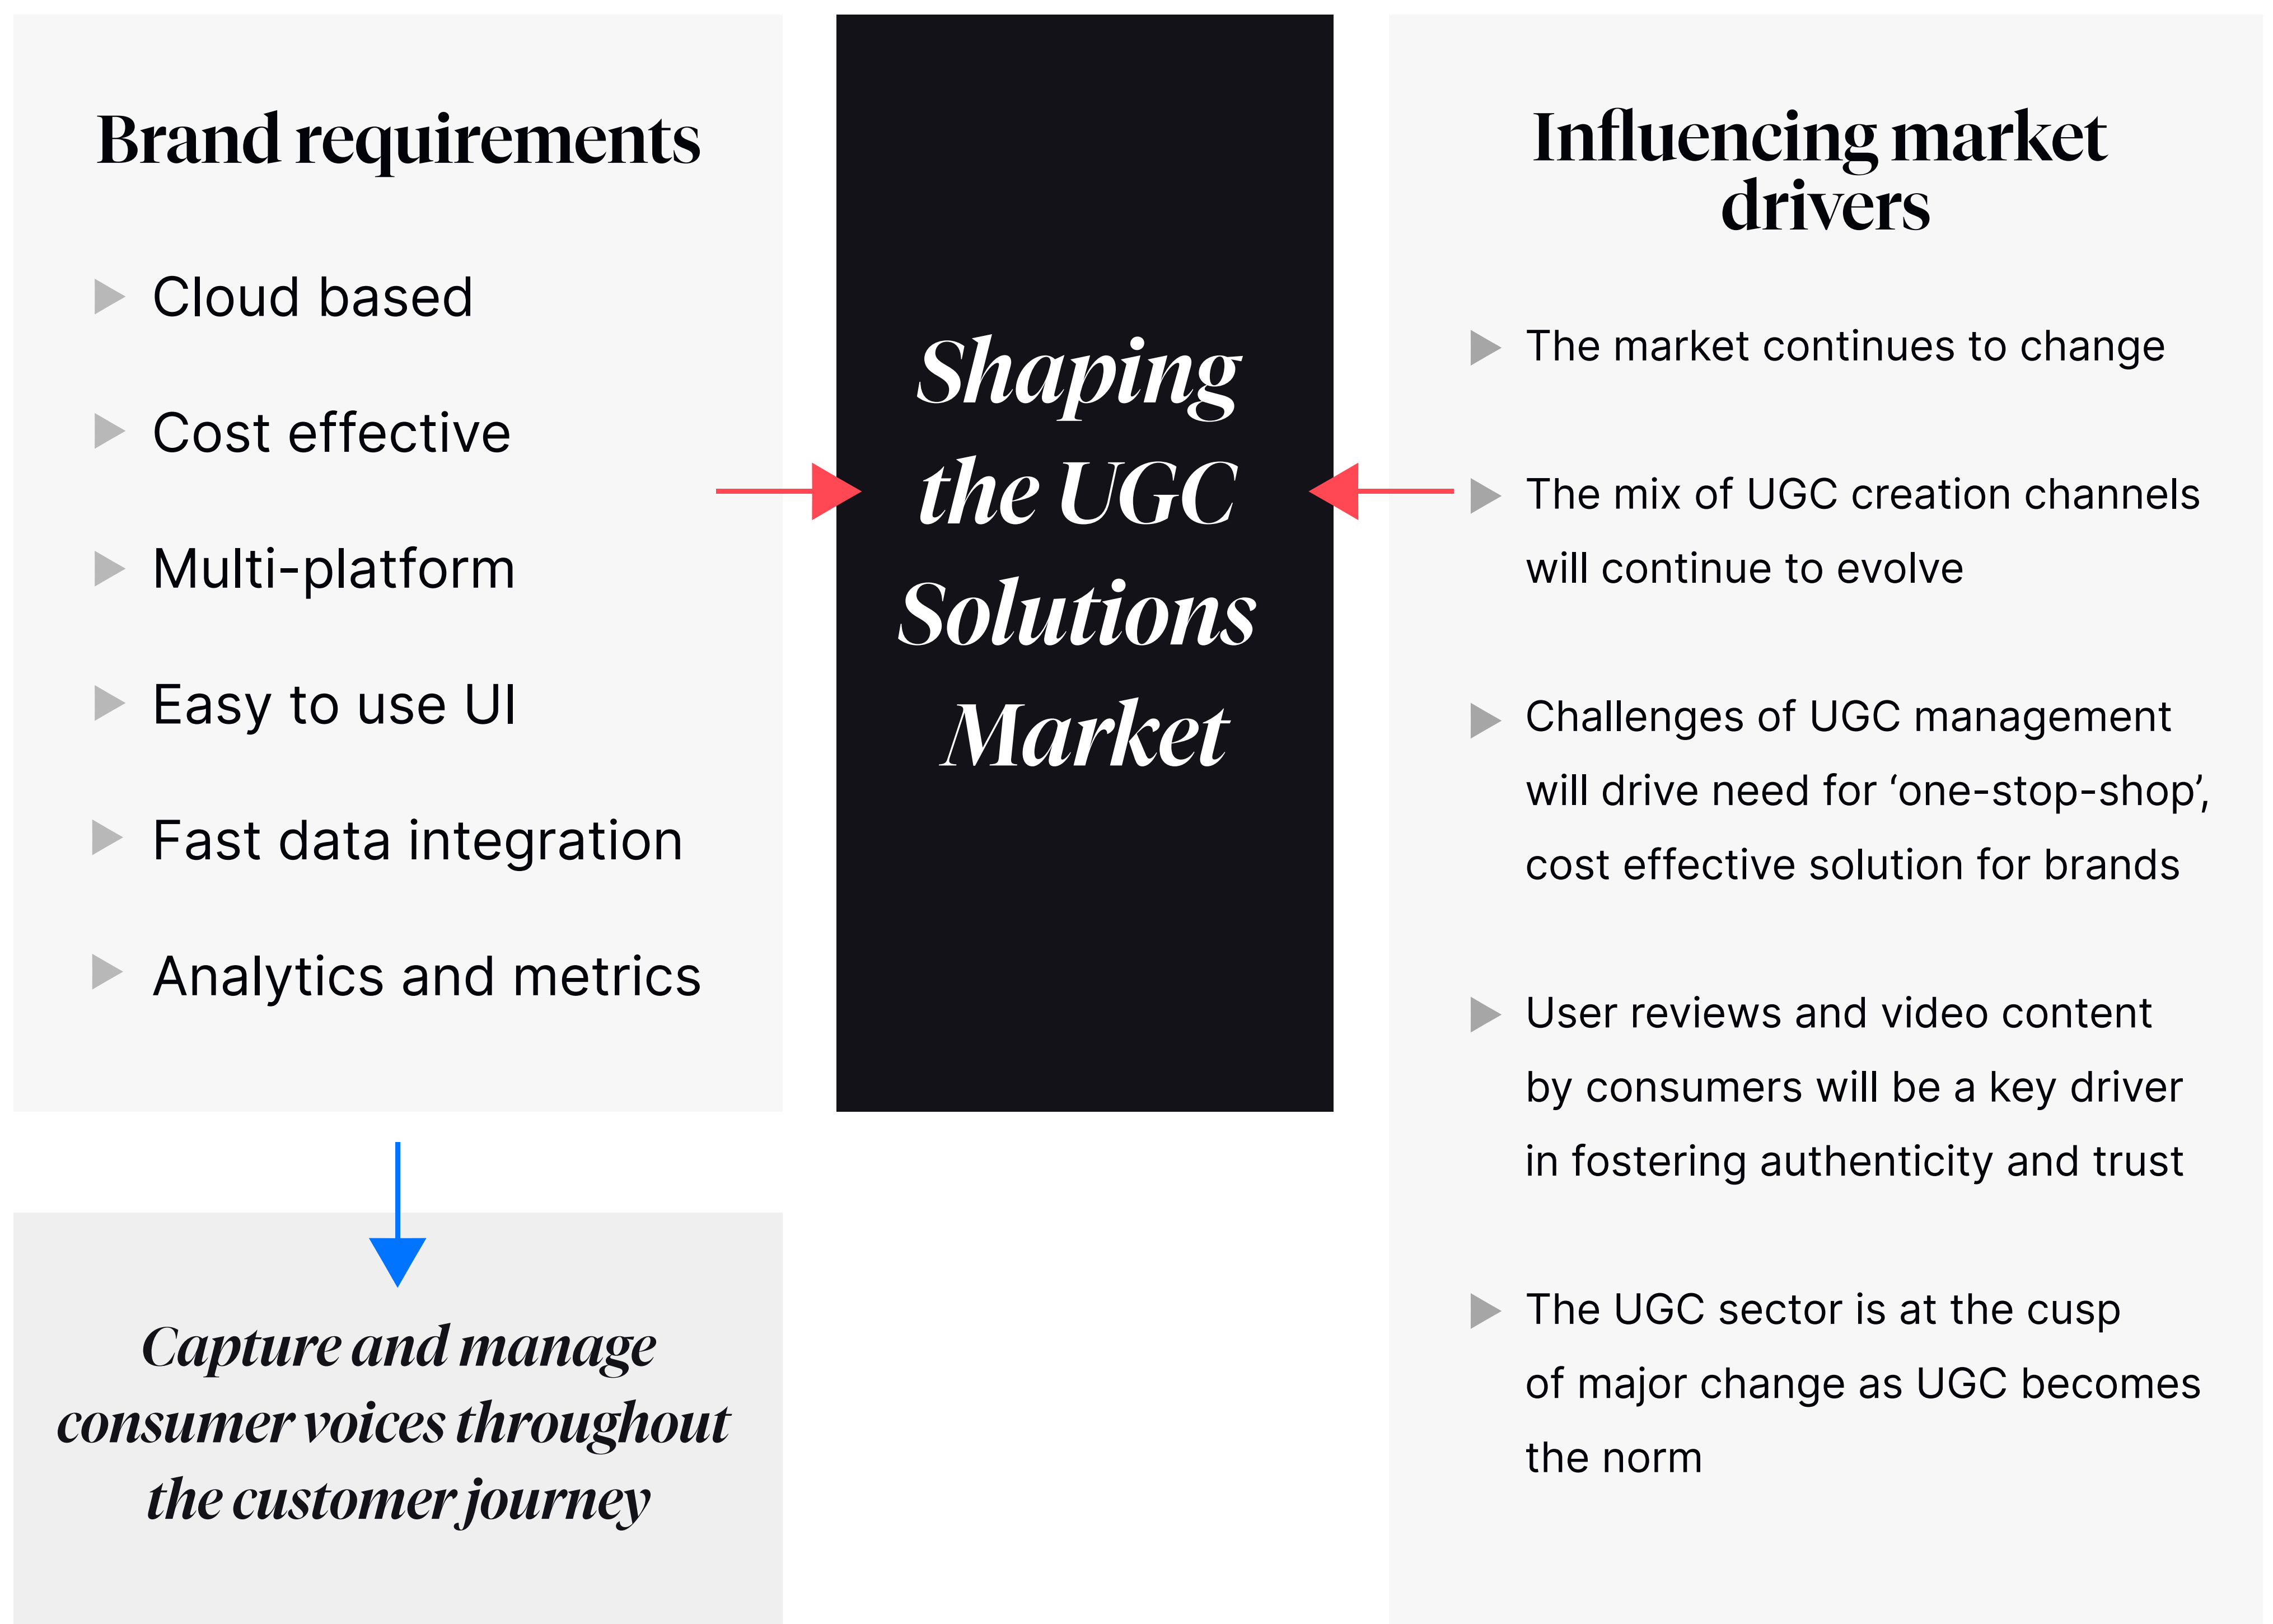 Brand requirements
Cloud based
Cost effective
Multi-platform
Easy to use UI
Fast data integration
Analytics and metrics
Capture and manage
consumer voices throughout
the customer journey
Shaping
the UGC
Solutions
Market
Influencing market
drivers
The market continues to change
The mix of UGC creation channels
will continue to evolve
Challenges of UGC management
will drive need for ‘one-stop-shop’,
cost effective solution for brands
User reviews and video content
by consumers will be a key driver
in fostering authenticity and trust
The UGC sector is at the cusp
of major change as UGC becomes
the norm